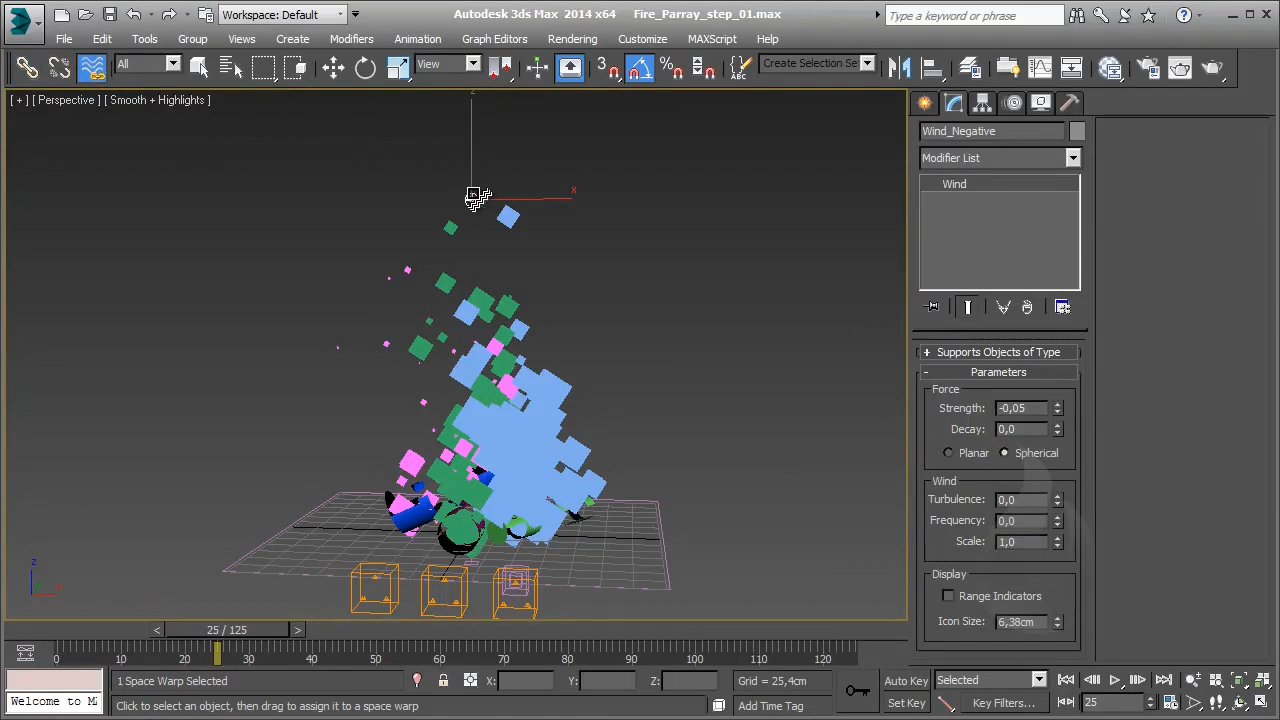 Workspace: Default
Autodesk 3ds Max 2014 x64 Fire_Parray_step_01.max
Type a keyword or phrase
File Edit Tools Group Views Create Modifiers Animation Graph Editors Rendering Customize MAXScript Help
All
View
3
Create Selection Se
[ + ] [ Perspective ] [ Smooth + Highlights ]
z
x
Wind_Negative
Modifier List
Wind
+ Supports Objects of Type
- Parameters
Force
Strength: -0,05
Decay: 0,0
Planar Spherical
Wind
Turbulence: 0,0
Frequency: 0,0
Scale: 1,0
Display
Range Indicators
Icon Size: 6,38cm
z
< 25 / 125 >
0 10 20 30 40 50 60 70 80 90 100 110 120
1 Space Warp Selected
X: Y: Z:
Grid = 25,4cm
Auto Key
Selected
Welcome to M
Click to select an object, then drag to assign it to a space warp
Add Time Tag
Set Key
Key Filters...
25